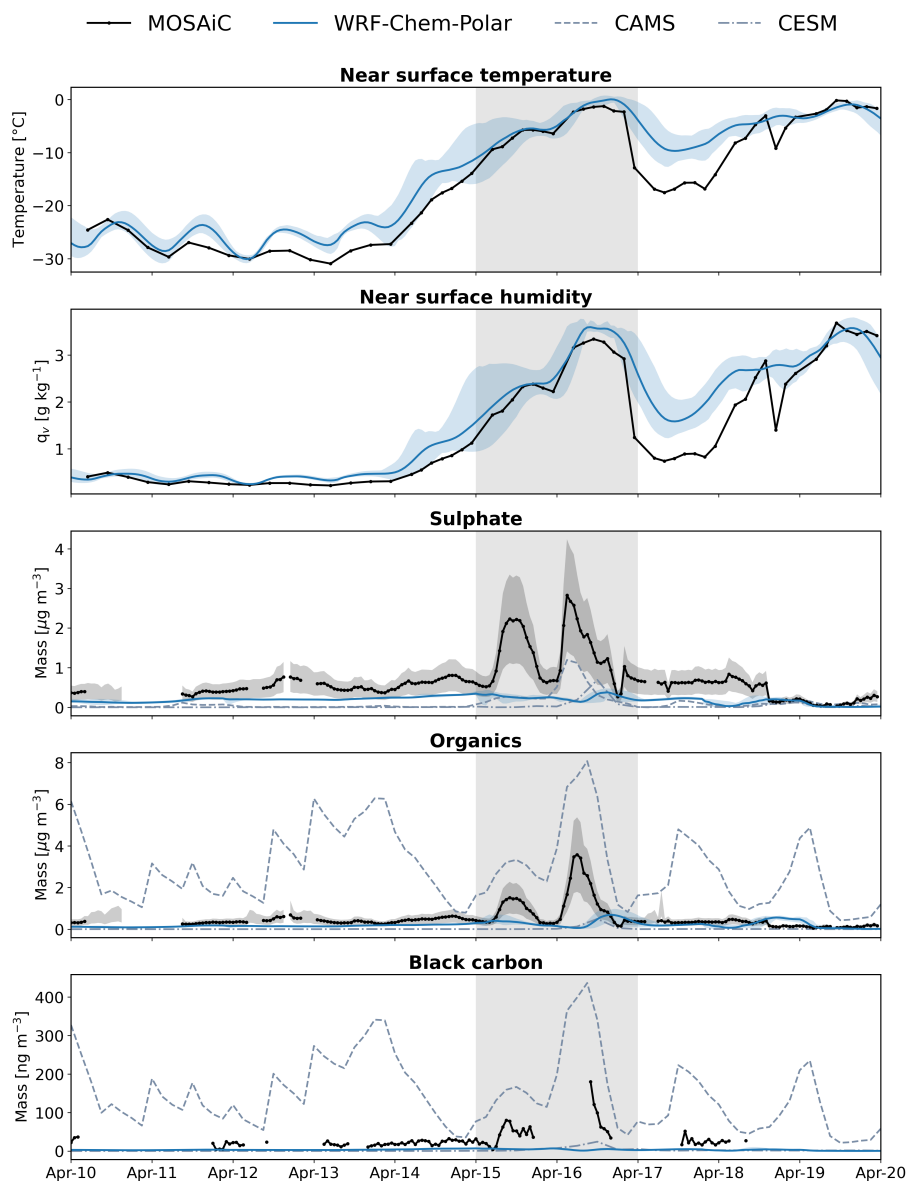 MOSAiC WRF-Chem-Polar CAMS CESM
Near surface temperature
Temperature [°C]
0
−10
−20
−30
Near surface humidity
qᵥ [g kg⁻¹]
3
2
1
Sulphate
Mass [μg m⁻³]
4
3
2
1
0
Organics
Mass [μg m⁻³]
8
6
4
2
0
Black carbon
Mass [ng m⁻³]
400
300
200
100
0
Apr-10 Apr-11 Apr-12 Apr-13 Apr-14 Apr-15 Apr-16 Apr-17 Apr-18 Apr-19 Apr-20